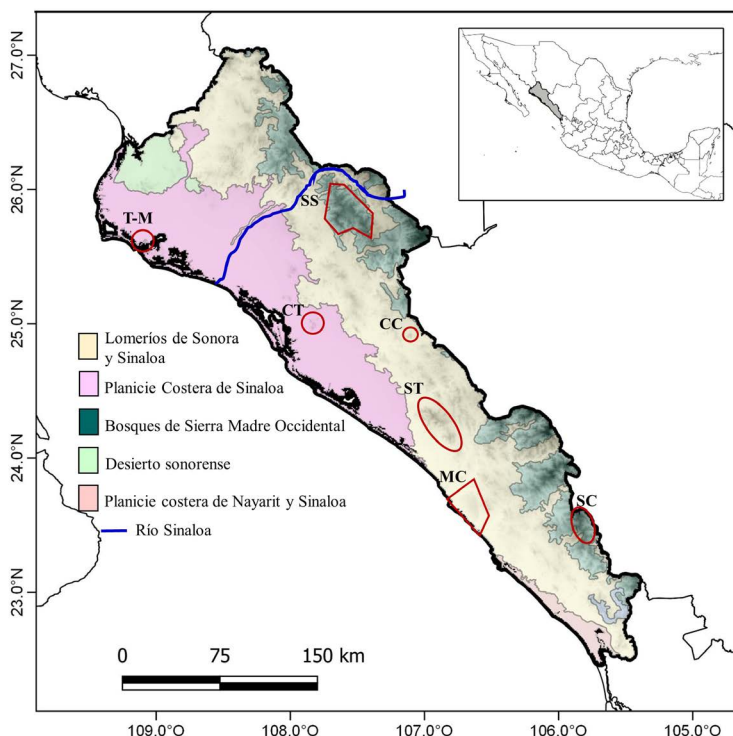 27.0°N
26.0°N
25.0°N
24.0°N
23.0°N
SS
T-M
CT
CC
ST
MC
SC
Lomeríos de Sonora
y Sinaloa
Planicie Costera de Sinaloa
Bosques de Sierra Madre Occidental
Desierto sonorense
Planicie costera de Nayarit y Sinaloa
Río Sinaloa
0 75 150 km
109.0°O 108.0°O 107.0°O 106.0°O 105.0°O